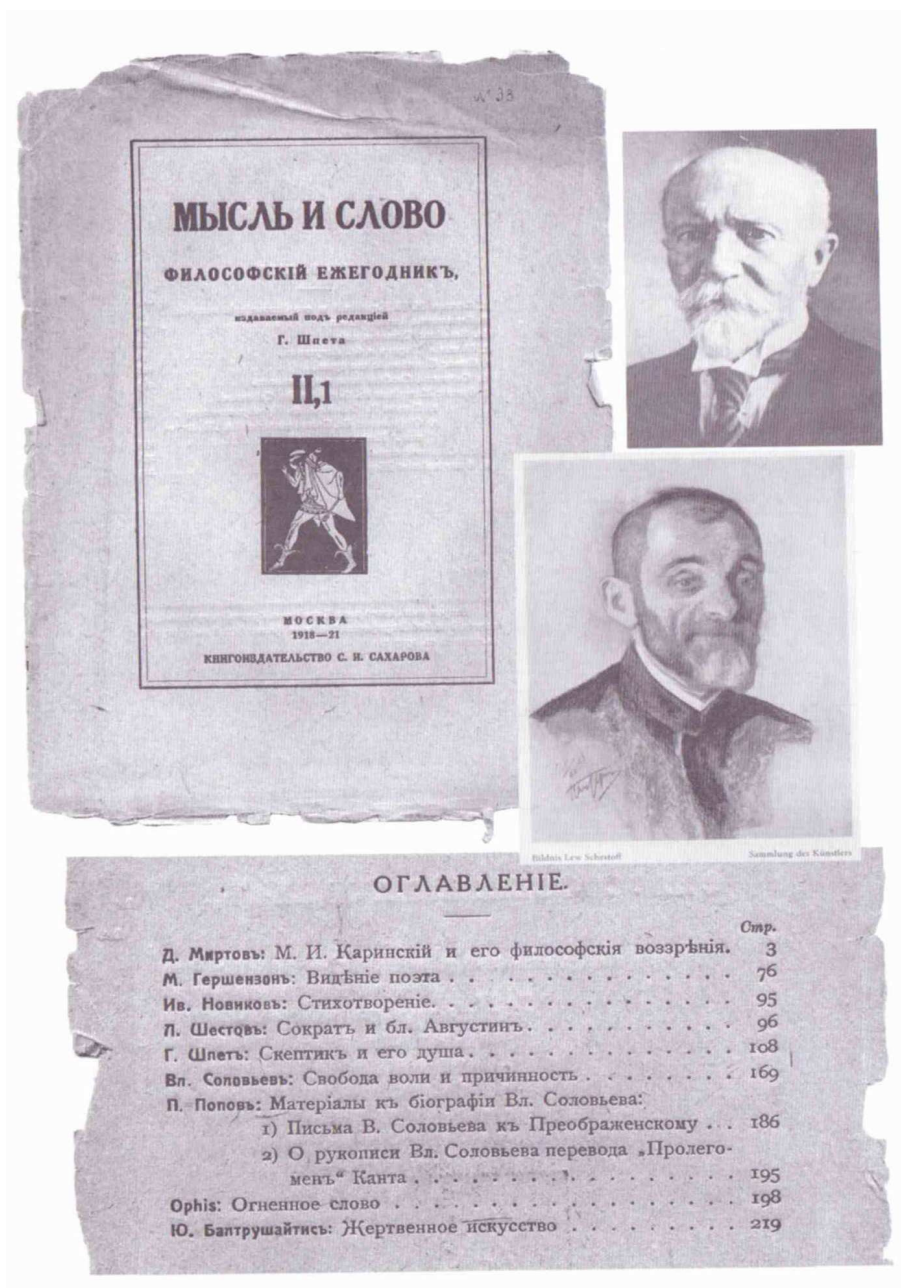 № 33
МЫСЛЬ И СЛОВО
ФИЛОСОФСКІЙ ЕЖЕГОДНИКЪ,
издаваемый подъ редакціей
Г. Шпета
II,1
МОСКВА
1918—21
КНИГОИЗДАТЕЛЬСТВО С. И. САХАРОВА
Bildnis Lew Schestoff
Sammlung des Künstlers
ОГЛАВЛЕНІЕ.
Стр.
Д. Миртовъ: М. И. Каринскій и его философскія воззрѣнія. 3
М. Гершензонъ: Видѣніе поэта . . . . . . . . . . . . . . 76
Ив. Новиковъ: Стихотвореніе. . . . . . . . . . . . . . . 95
Л. Шестовъ: Сократъ и бл. Августинъ. . . . . . . . . . . 96
Г. Шпетъ: Скептикъ и его душа. . . . . . . . . . . . . . 108
Вл. Соловьевъ: Свобода воли и причинность . . . . . . . 169
П. Поповъ: Матеріалы къ біографіи Вл. Соловьева:
1) Письма В. Соловьева къ Преображенскому . . . 186
2) О рукописи Вл. Соловьева перевода „Пролего-
менъ“ Канта . . . . . . . . . . . . . . . 195
Ophis: Огненное слово . . . . . . . . . . . . . . . . . 198
Ю. Балтрушайтисъ: Жертвенное искусство . . . . . . . . 219